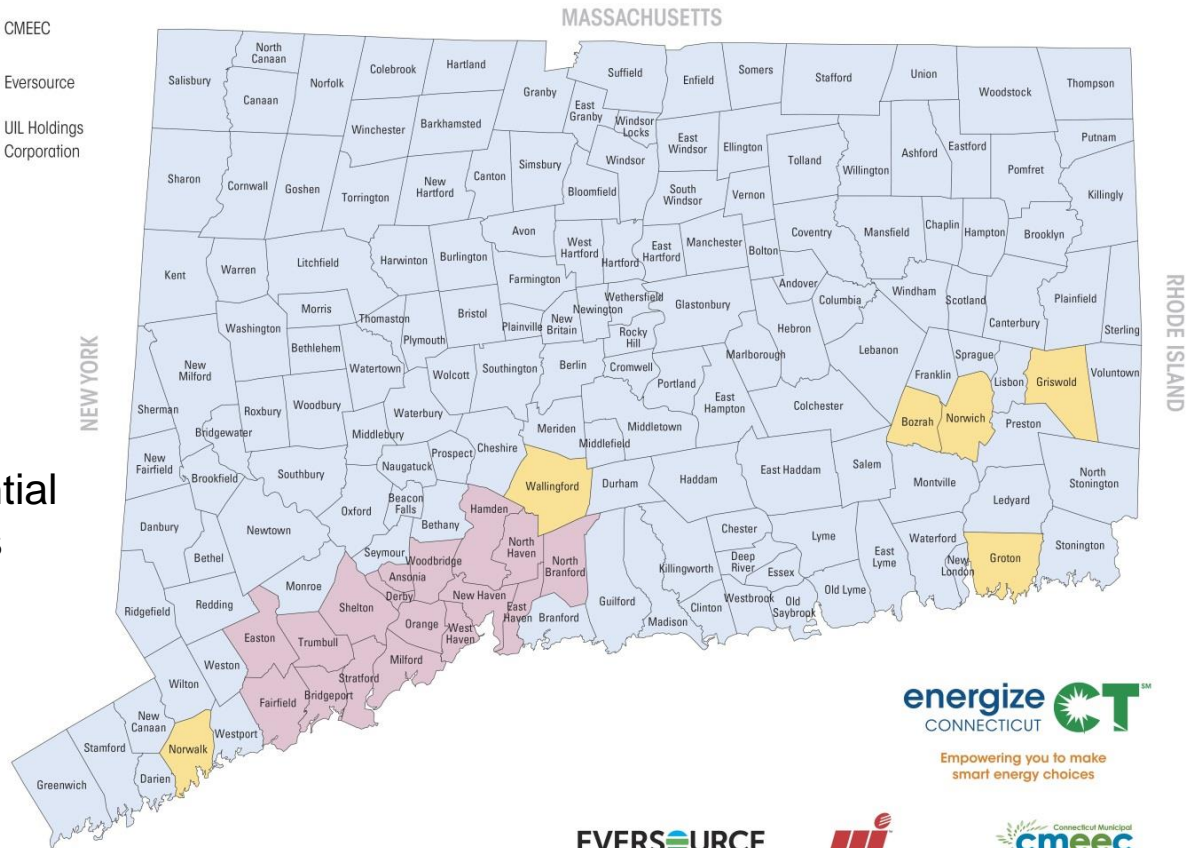 MASSACHUSETTS
CMEEC
Eversource
UIL Holdings
Corporation
NEW YORK
RHODE ISLAND
Salisbury
North
Canaan
Canaan
Norfolk
Colebrook
Hartland
Granby
East
Granby
Suffield
Windsor
Locks
Enfield
Somers
Stafford
Union
Woodstock
Thompson
Winchester
Barkhamsted
Simsbury
Windsor
East
Windsor
Ellington
Tolland
Willington
Ashford
Eastford
Pomfret
Putnam
Killingly
Sharon
Cornwall
Goshen
Torrington
New
Hartford
Canton
Bloomfield
South
Windsor
Vernon
Kent
Warren
Litchfield
Harwinton
Burlington
Avon
Farmington
West
Hartford
Hartford
East
Hartford
Manchester
Bolton
Coventry
Mansfield
Chaplin
Hampton
Brooklyn
Andover
Columbia
Windham
Scotland
Canterbury
Plainfield
Sterling
Washington
Morris
Bethlehem
Thomaston
Plymouth
Bristol
Plainville
New
Britain
Newington
Wethersfield
Rocky
Hill
Glastonbury
Hebron
Marlborough
Lebanon
Franklin
Sprague
Lisbon
Griswold
Voluntown
New
Milford
Watertown
Wolcott
Southington
Berlin
Cromwell
Portland
East
Hampton
Colchester
Bozrah
Norwich
Preston
Sherman
Roxbury
Woodbury
Waterbury
Bridgewater
Middlebury
Meriden
Middlefield
Middletown
New
Fairfield
Brookfield
Southbury
Naugatuck
Prospect
Cheshire
Wallingford
Durham
Haddam
East Haddam
Salem
Montville
Ledyard
North
Stonington
tial
Danbury
Bethel
Newtown
Oxford
Beacon
Falls
Bethany
Hamden
North
Haven
North
Branford
Killingworth
Chester
Deep
River
Essex
Lyme
East
Lyme
Waterford
New
London
Groton
Stonington
s
Ridgefield
Redding
Monroe
Seymour
Woodbridge
Ansonia
Derby
Shelton
New Haven
East
Haven
Branford
Guilford
Madison
Clinton
Westbrook
Old
Saybrook
Old Lyme
Easton
Trumbull
Orange
West
Haven
Milford
Stratford
Bridgeport
Fairfield
Weston
Wilton
Westport
New
Canaan
Norwalk
Darien
Stamford
Greenwich
energize CT SM
CONNECTICUT
Empowering you to make
smart energy choices
EVERSOURCE
Connecticut Municipal
cmeec